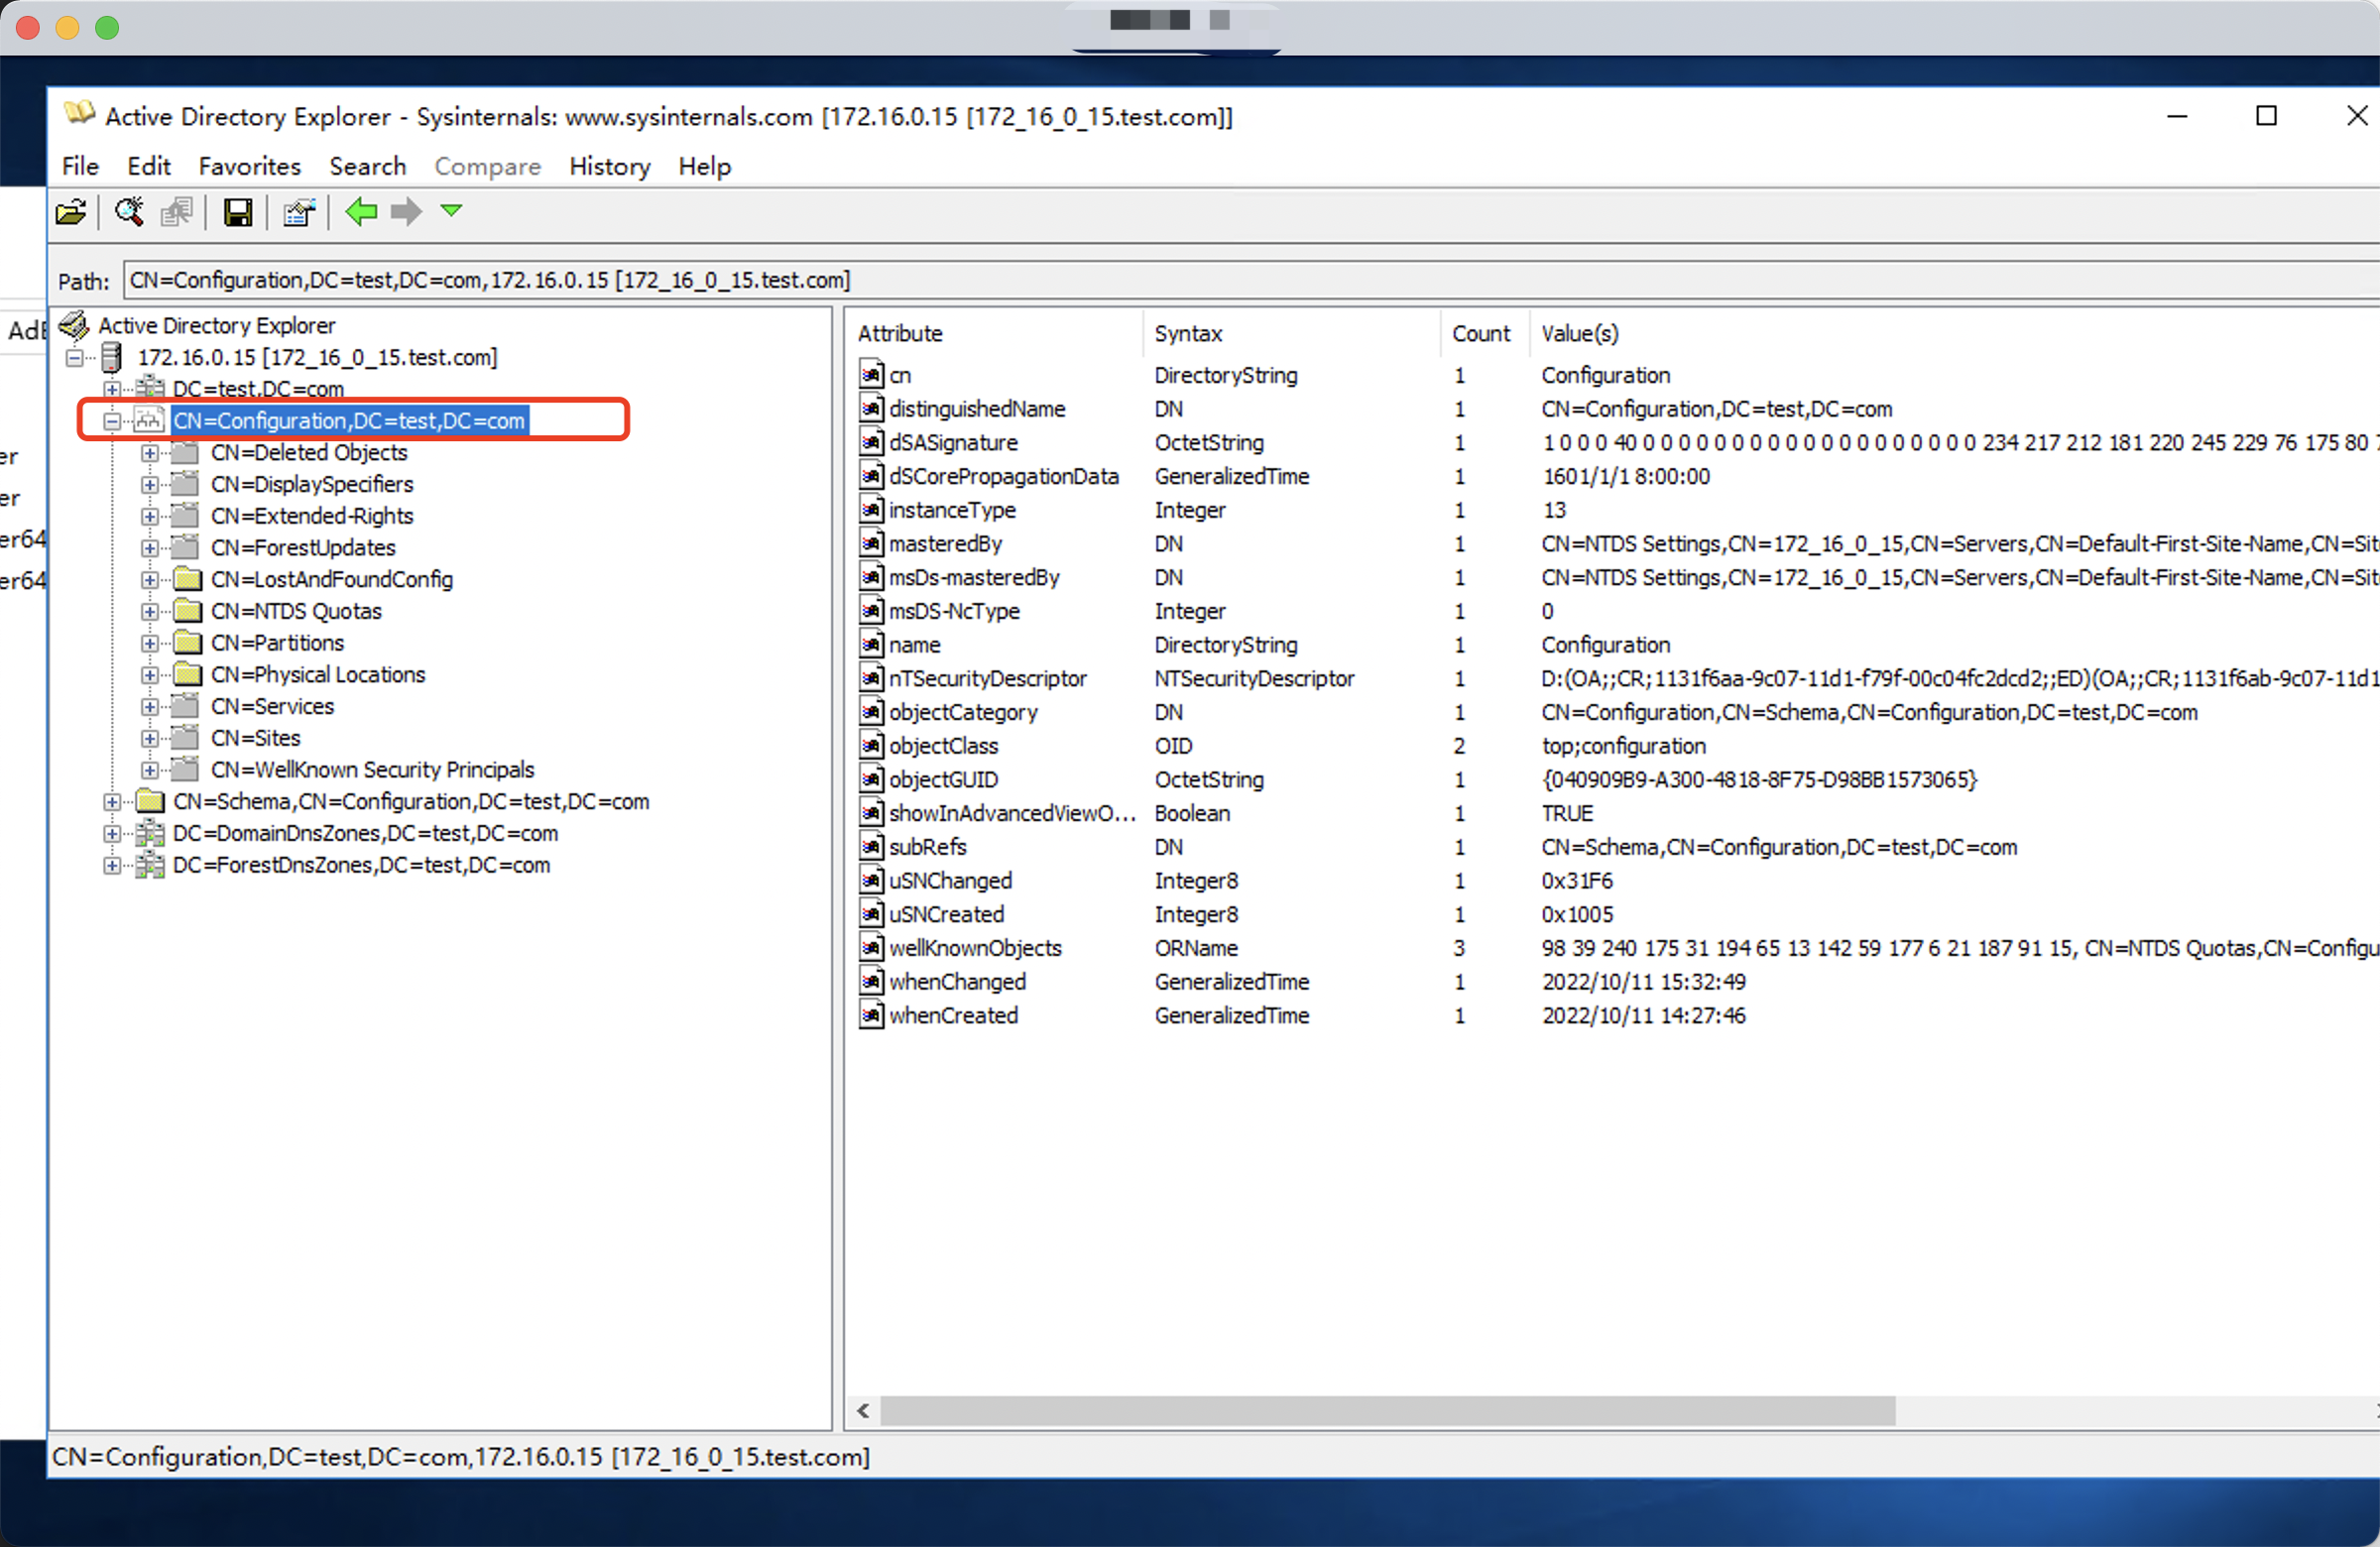 Active Directory Explorer - Sysinternals: www.sysinternals.com [172.16.0.15 [172_16_0_15.test.com]]
File Edit Favorites Search Compare History Help
Path: CN=Configuration,DC=test,DC=com,172.16.0.15 [172_16_0_15.test.com]
AdE
er
er
er64
er64
Active Directory Explorer
172.16.0.15 [172_16_0_15.test.com]
DC=test,DC=com
CN=Configuration,DC=test,DC=com
CN=Deleted Objects
CN=DisplaySpecifiers
CN=Extended-Rights
CN=ForestUpdates
CN=LostAndFoundConfig
CN=NTDS Quotas
CN=Partitions
CN=Physical Locations
CN=Services
CN=Sites
CN=WellKnown Security Principals
CN=Schema,CN=Configuration,DC=test,DC=com
DC=DomainDnsZones,DC=test,DC=com
DC=ForestDnsZones,DC=test,DC=com
Attribute Syntax Count Value(s)
cn DirectoryString 1 Configuration
distinguishedName DN 1 CN=Configuration,DC=test,DC=com
dSASignature OctetString 1 1 0 0 0 40 0 0 0 0 0 0 0 0 0 0 0 0 0 0 0 0 0 0 0 234 217 212 181 220 245 229 76 175 80
dSCorePropagationData GeneralizedTime 1 1601/1/1 8:00:00
instanceType Integer 1 13
masteredBy DN 1 CN=NTDS Settings,CN=172_16_0_15,CN=Servers,CN=Default-First-Site-Name,CN=Sit
msDs-masteredBy DN 1 CN=NTDS Settings,CN=172_16_0_15,CN=Servers,CN=Default-First-Site-Name,CN=Sit
msDS-NcType Integer 1 0
name DirectoryString 1 Configuration
nTSecurityDescriptor NTSecurityDescriptor 1 D:(OA;;CR;1131f6aa-9c07-11d1-f79f-00c04fc2dcd2;;ED)(OA;;CR;1131f6ab-9c07-11d1
objectCategory DN 1 CN=Configuration,CN=Schema,CN=Configuration,DC=test,DC=com
objectClass OID 2 top;configuration
objectGUID OctetString 1 {040909B9-A300-4818-8F75-D98BB1573065}
showInAdvancedViewO... Boolean 1 TRUE
subRefs DN 1 CN=Schema,CN=Configuration,DC=test,DC=com
uSNChanged Integer8 1 0x31F6
uSNCreated Integer8 1 0x1005
wellKnownObjects ORName 3 98 39 240 175 31 194 65 13 142 59 177 6 21 187 91 15, CN=NTDS Quotas,CN=Configu
whenChanged GeneralizedTime 1 2022/10/11 15:32:49
whenCreated GeneralizedTime 1 2022/10/11 14:27:46
CN=Configuration,DC=test,DC=com,172.16.0.15 [172_16_0_15.test.com]